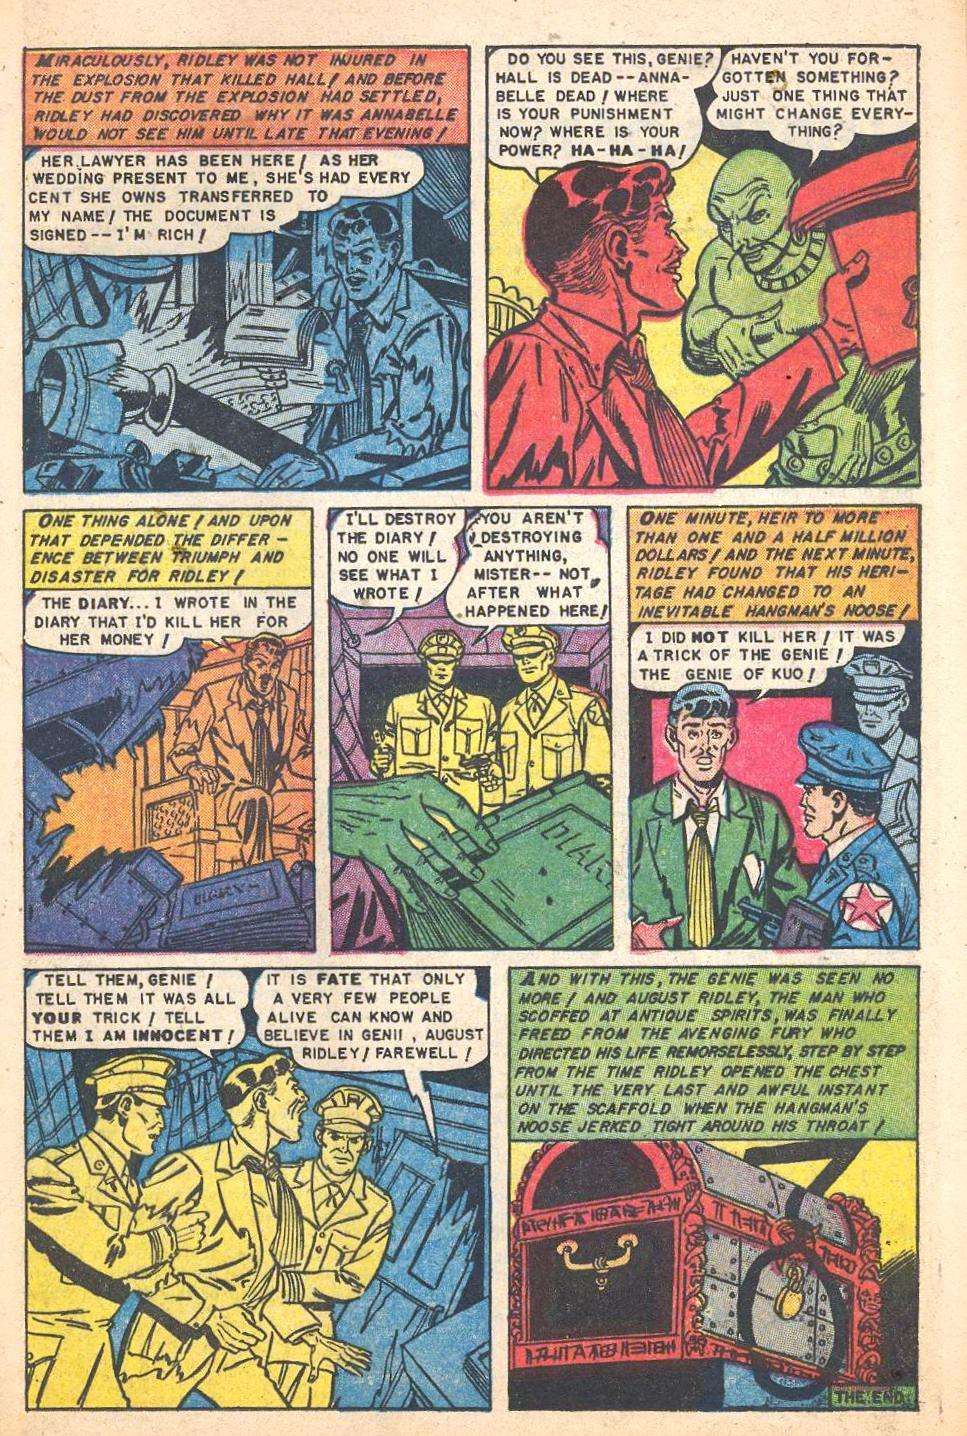 MIRACULOUSLY, RIDLEY WAS NOT INJURED IN
THE EXPLOSION THAT KILLED HALL! AND BEFORE
THE DUST FROM THE EXPLOSION HAD SETTLED,
RIDLEY HAD DISCOVERED WHY IT WAS ANNABELLE
WOULD NOT SEE HIM UNTIL LATE THAT EVENING!
HER LAWYER HAS BEEN HERE! AS HER
WEDDING PRESENT TO ME, SHE'S HAD EVERY
CENT SHE OWNS TRANSFERRED TO
MY NAME! THE DOCUMENT IS
SIGNED-- I'M RICH!
DO YOU SEE THIS, GENIE?
HALL IS DEAD-- ANNA-
BELLE DEAD! WHERE
IS YOUR PUNISHMENT
NOW? WHERE IS YOUR
POWER? HA-HA-HA!
HAVEN'T YOU FOR-
GOTTEN SOMETHING?
JUST ONE THING THAT
MIGHT CHANGE EVERY-
THING?
ONE THING ALONE! AND UPON
THAT DEPENDED THE DIFFER-
ENCE BETWEEN TRIUMPH AND
DISASTER FOR RIDLEY!
THE DIARY... I WROTE IN THE
DIARY THAT I'D KILL HER FOR
HER MONEY!
DIARY
I'LL DESTROY
THE DIARY!
NO ONE WILL
SEE WHAT I
WROTE!
YOU AREN'T
DESTROYING
ANYTHING,
MISTER-- NOT
AFTER WHAT
HAPPENED HERE!
DIARY
ONE MINUTE, HEIR TO MORE
THAN ONE AND A HALF MILLION
DOLLARS! AND THE NEXT MINUTE,
RIDLEY FOUND THAT HIS HERI-
TAGE HAD CHANGED TO AN
INEVITABLE HANGMAN'S NOOSE!
I DID NOT KILL HER! IT WAS
A TRICK OF THE GENIE!
THE GENIE OF KUO!
TELL THEM, GENIE!
TELL THEM IT WAS ALL
YOUR TRICK! TELL
THEM I AM INNOCENT!
IT IS FATE THAT ONLY
A VERY FEW PEOPLE
ALIVE CAN KNOW AND
BELIEVE IN GENII, AUGUST
RIDLEY! FAREWELL!
AND WITH THIS, THE GENIE WAS SEEN NO
MORE! AND AUGUST RIDLEY, THE MAN WHO
SCOFFED AT ANTIQUE SPIRITS, WAS FINALLY
FREED FROM THE AVENGING FURY WHO
DIRECTED HIS LIFE REMORSELESSLY, STEP BY STEP
FROM THE TIME RIDLEY OPENED THE CHEST
UNTIL THE VERY LAST AND AWFUL INSTANT
ON THE SCAFFOLD WHEN THE HANGMAN'S
NOOSE JERKED TIGHT AROUND HIS THROAT!
THE END